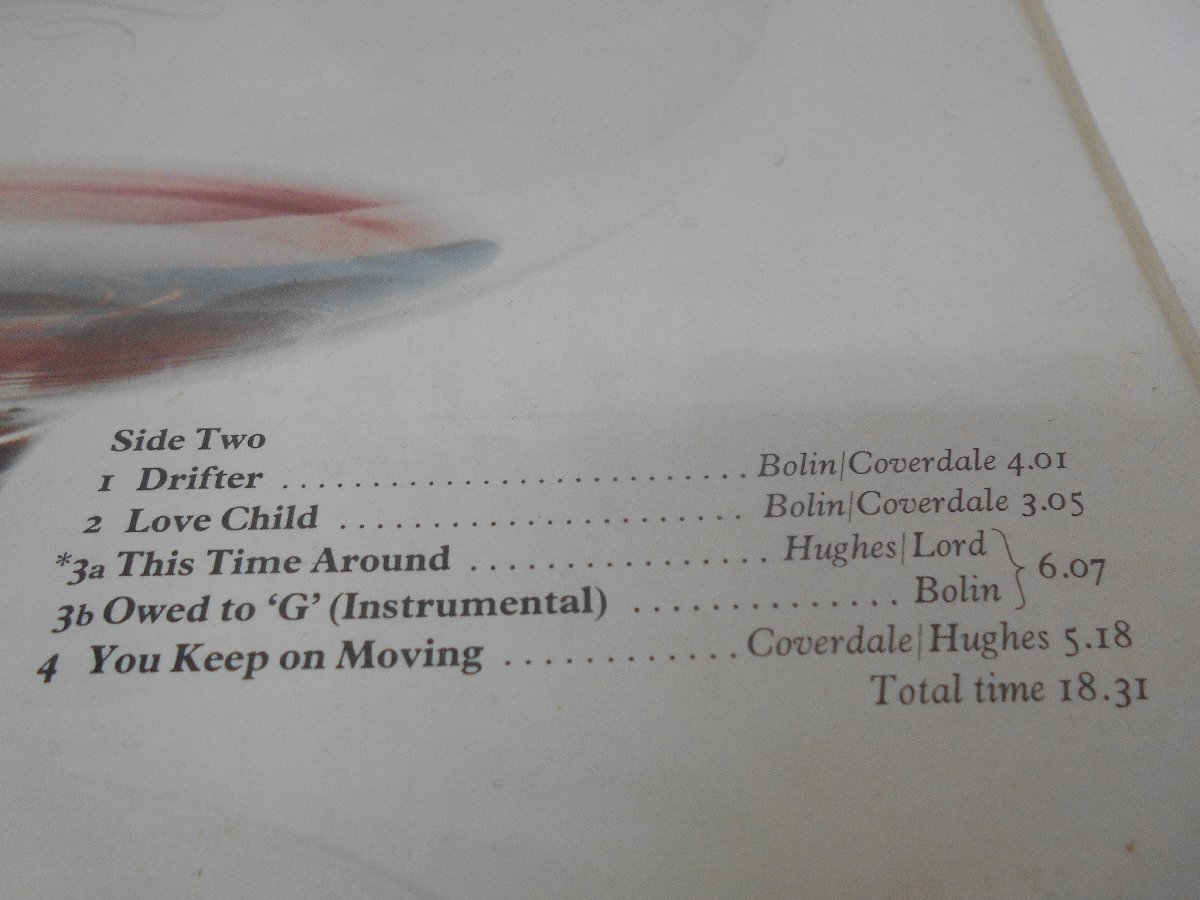 Side Two
1 Drifter ............................ Bolin|Coverdale 4.01
2 Love Child ........................ Bolin|Coverdale 3.05
*3a This Time Around ................. Hughes|Lord } 6.07
3b Owed to ‘G’ (Instrumental) ............... Bolin
4 You Keep on Moving ............. Coverdale|Hughes 5.18
Total time 18.31